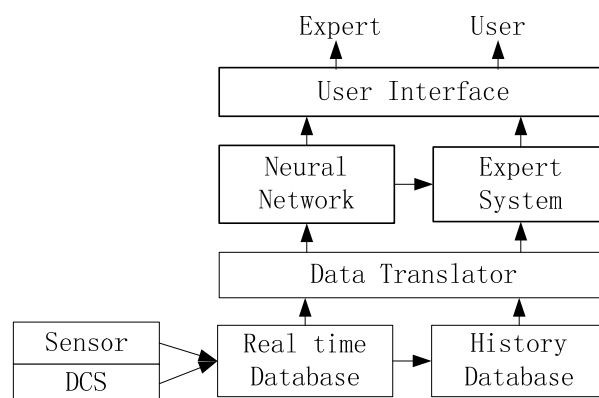 Expert User
User Interface
Neural
Network
Expert
System
Data Translator
Sensor
DCS
Real time
Database
History
Database